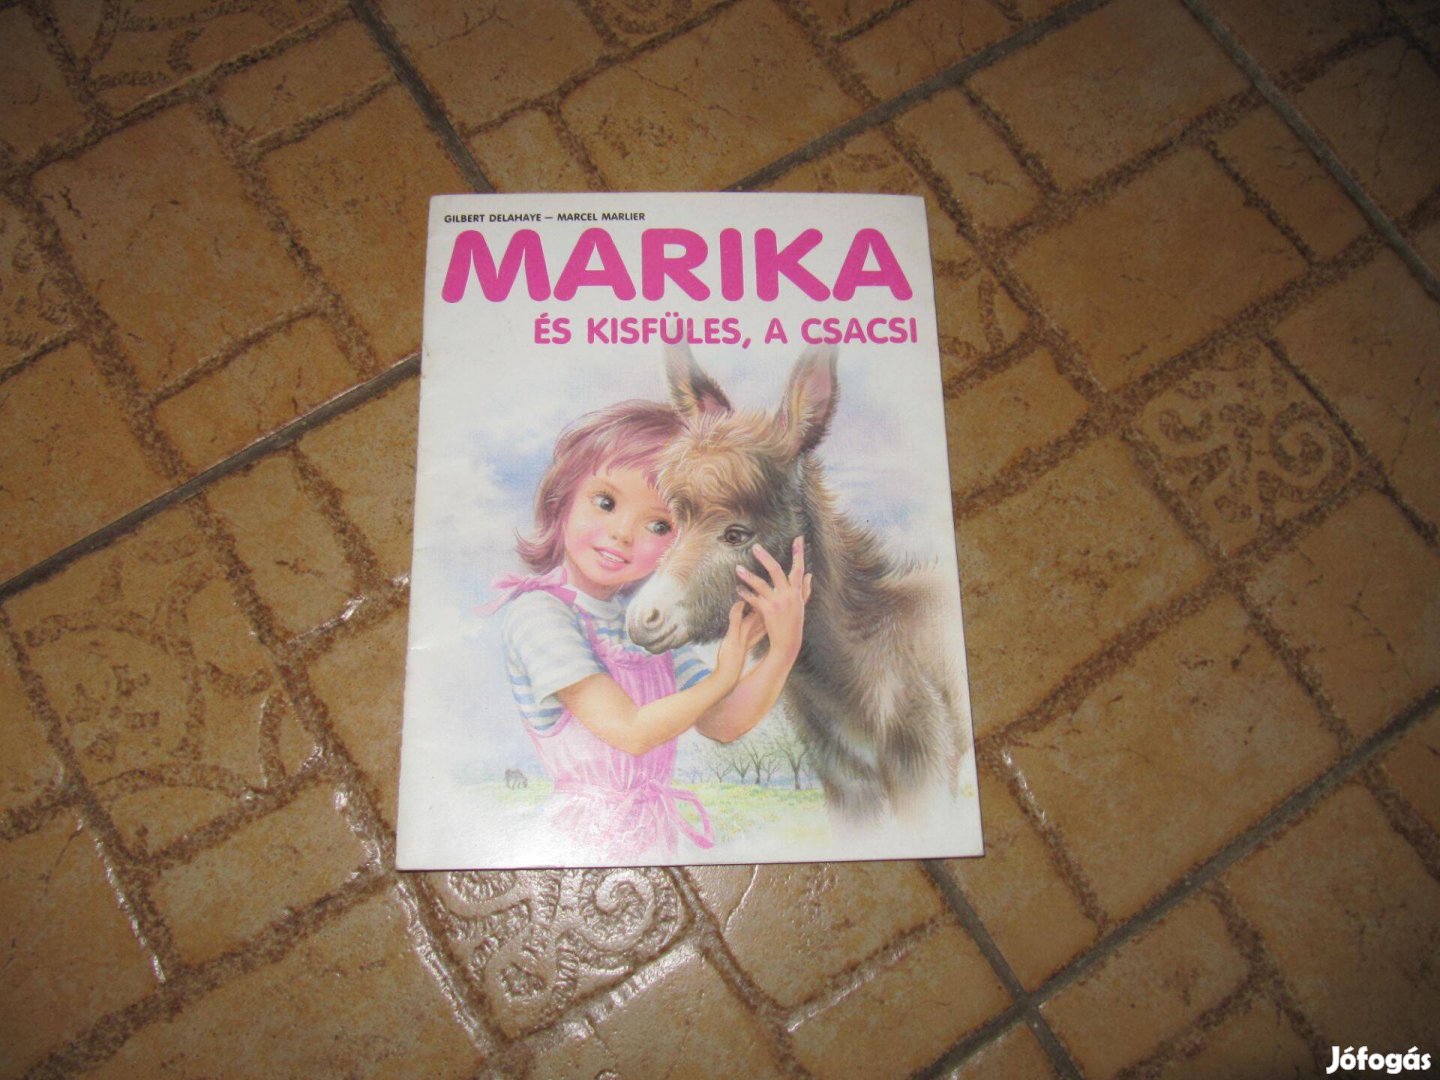 GILBERT DELAHAYE – MARCEL MARLIER
MARIKA
ÉS KISFÜLES, A CSACSI
Jófogás